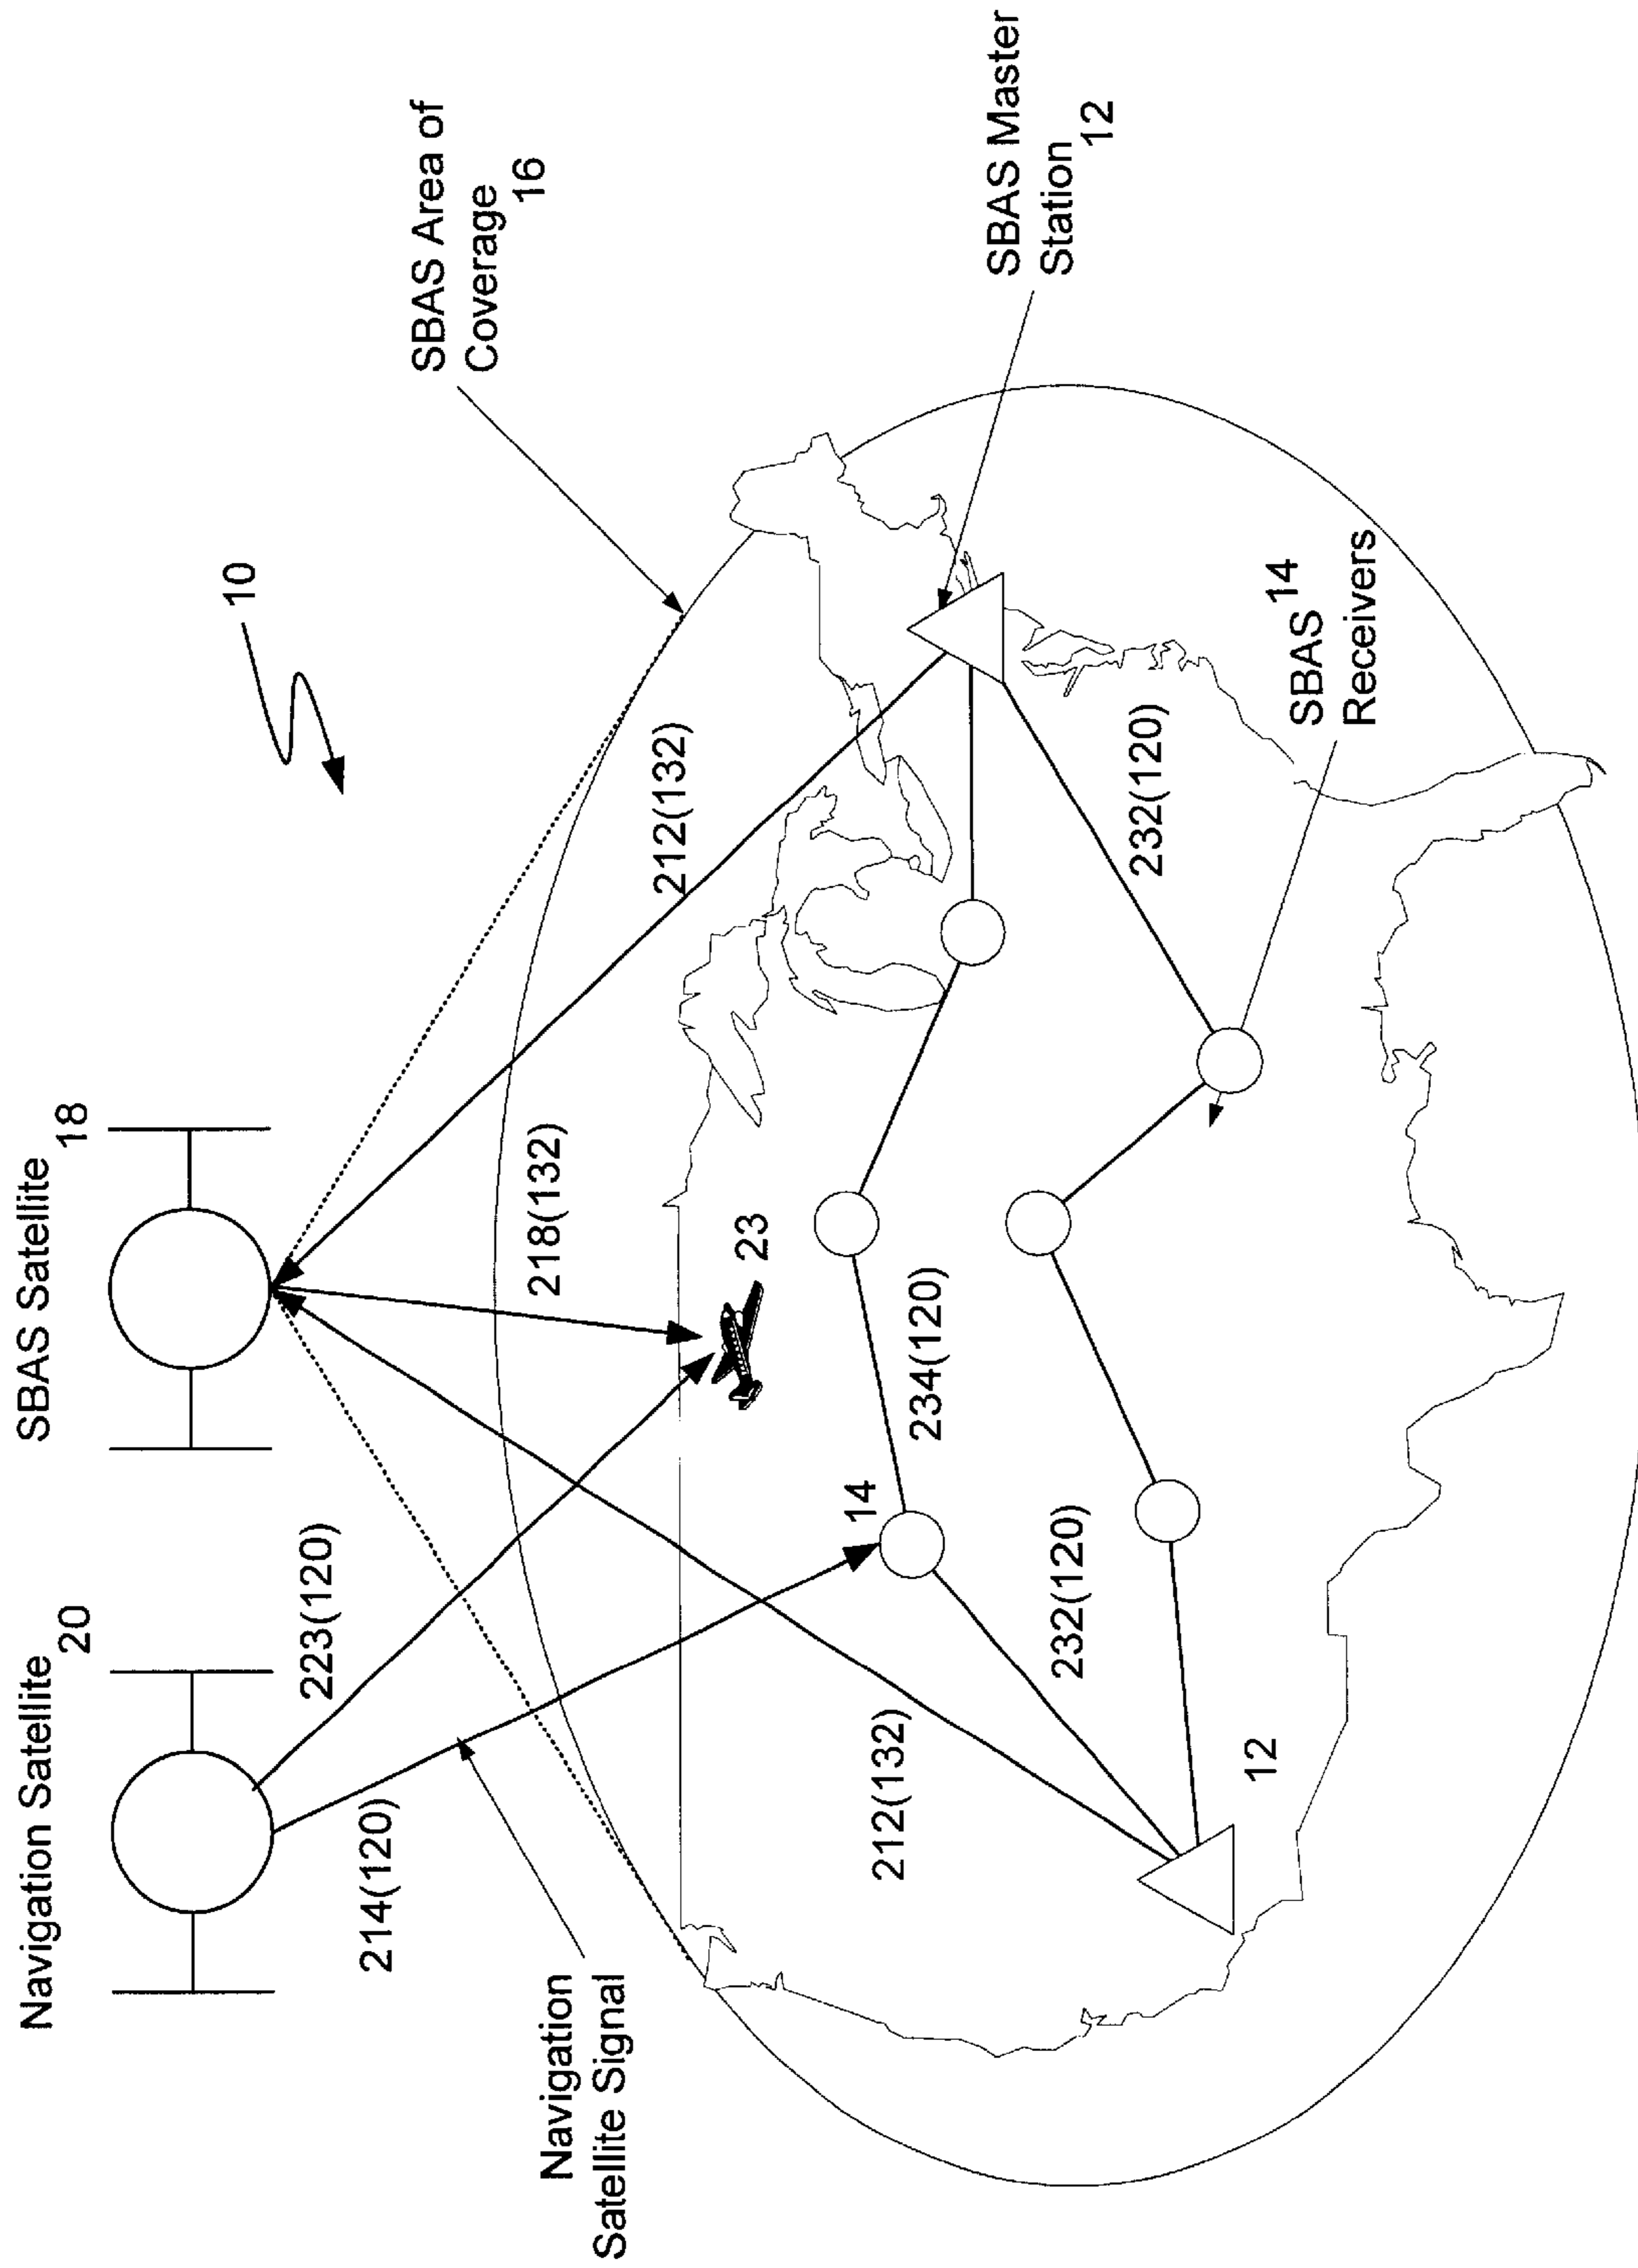 Navigation Satellite
20
SBAS Satellite
18
10
SBAS Area of
Coverage
16
223(120)
214(120)
Navigation
Satellite Signal
218(132)
212(132)
23
SBAS Master
Station
12
14
234(120)
212(132)
232(120)
232(120)
12
SBAS
14
Receivers